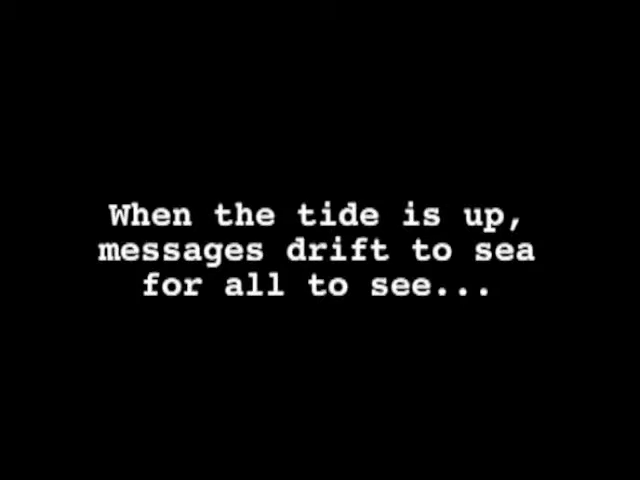 When the tide is up,
messages drift to sea
for all to see...